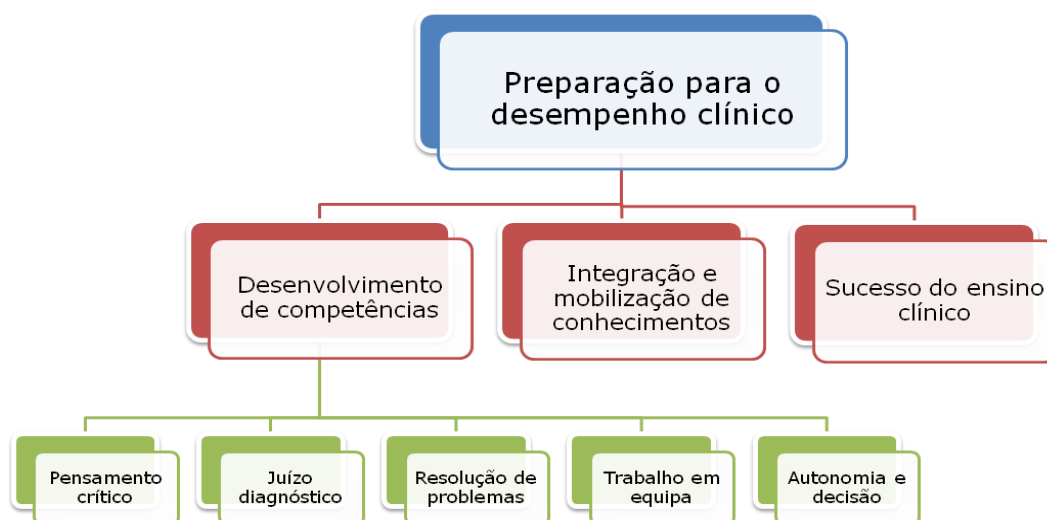 Preparação para o
desempenho clínico
Desenvolvimento
de competências
Integração e
mobilização de
conhecimentos
Sucesso do ensino
clínico
Pensamento
crítico
Juízo
diagnóstico
Resolução de
problemas
Trabalho em
equipa
Autonomia e
decisão